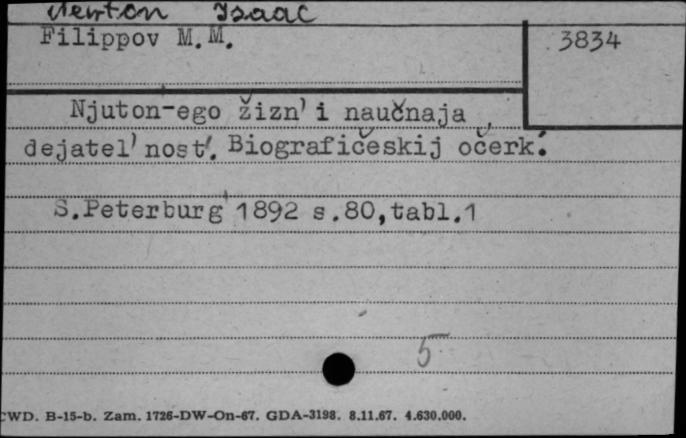 Newton Isaac
Filippov M.M.
3834
Njuton-ego žizn' i naučnaja
dejatel'nost'. Biografičeskij očerk.
S.Peterburg 1892 s.80,tabl.1
5
CWD. B-15-b. Zam. 1726-DW-On-67. GDA-3198. 8.11.67. 4.630.000.